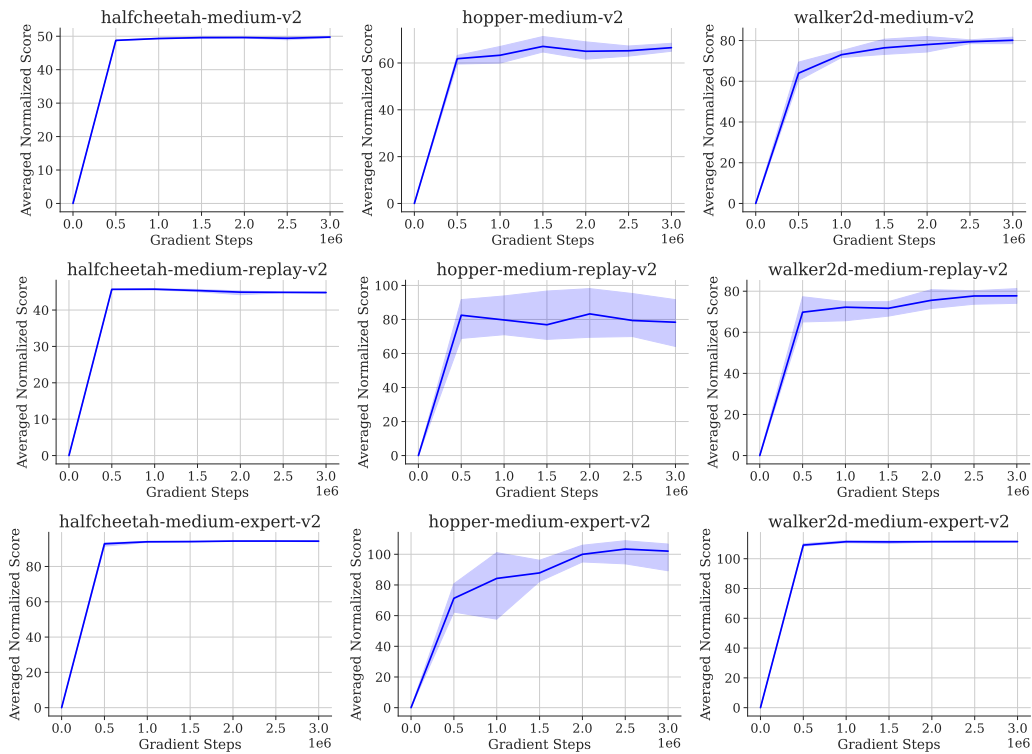 halfcheetah-medium-v2
Averaged Normalized Score
50
40
30
20
10
0
0.0 0.5 1.0 1.5 2.0 2.5 3.0
Gradient Steps 1e6
hopper-medium-v2
Averaged Normalized Score
60
40
20
0
0.0 0.5 1.0 1.5 2.0 2.5 3.0
Gradient Steps 1e6
walker2d-medium-v2
Averaged Normalized Score
80
60
40
20
0
0.0 0.5 1.0 1.5 2.0 2.5 3.0
Gradient Steps 1e6
halfcheetah-medium-replay-v2
Averaged Normalized Score
40
30
20
10
0
0.0 0.5 1.0 1.5 2.0 2.5 3.0
Gradient Steps 1e6
hopper-medium-replay-v2
Averaged Normalized Score
100
80
60
40
20
0
0.0 0.5 1.0 1.5 2.0 2.5 3.0
Gradient Steps 1e6
walker2d-medium-replay-v2
Averaged Normalized Score
80
60
40
20
0
0.0 0.5 1.0 1.5 2.0 2.5 3.0
Gradient Steps 1e6
halfcheetah-medium-expert-v2
Averaged Normalized Score
80
60
40
20
0
0.0 0.5 1.0 1.5 2.0 2.5 3.0
Gradient Steps 1e6
hopper-medium-expert-v2
Averaged Normalized Score
100
80
60
40
20
0
0.0 0.5 1.0 1.5 2.0 2.5 3.0
Gradient Steps 1e6
walker2d-medium-expert-v2
Averaged Normalized Score
100
80
60
40
20
0
0.0 0.5 1.0 1.5 2.0 2.5 3.0
Gradient Steps 1e6